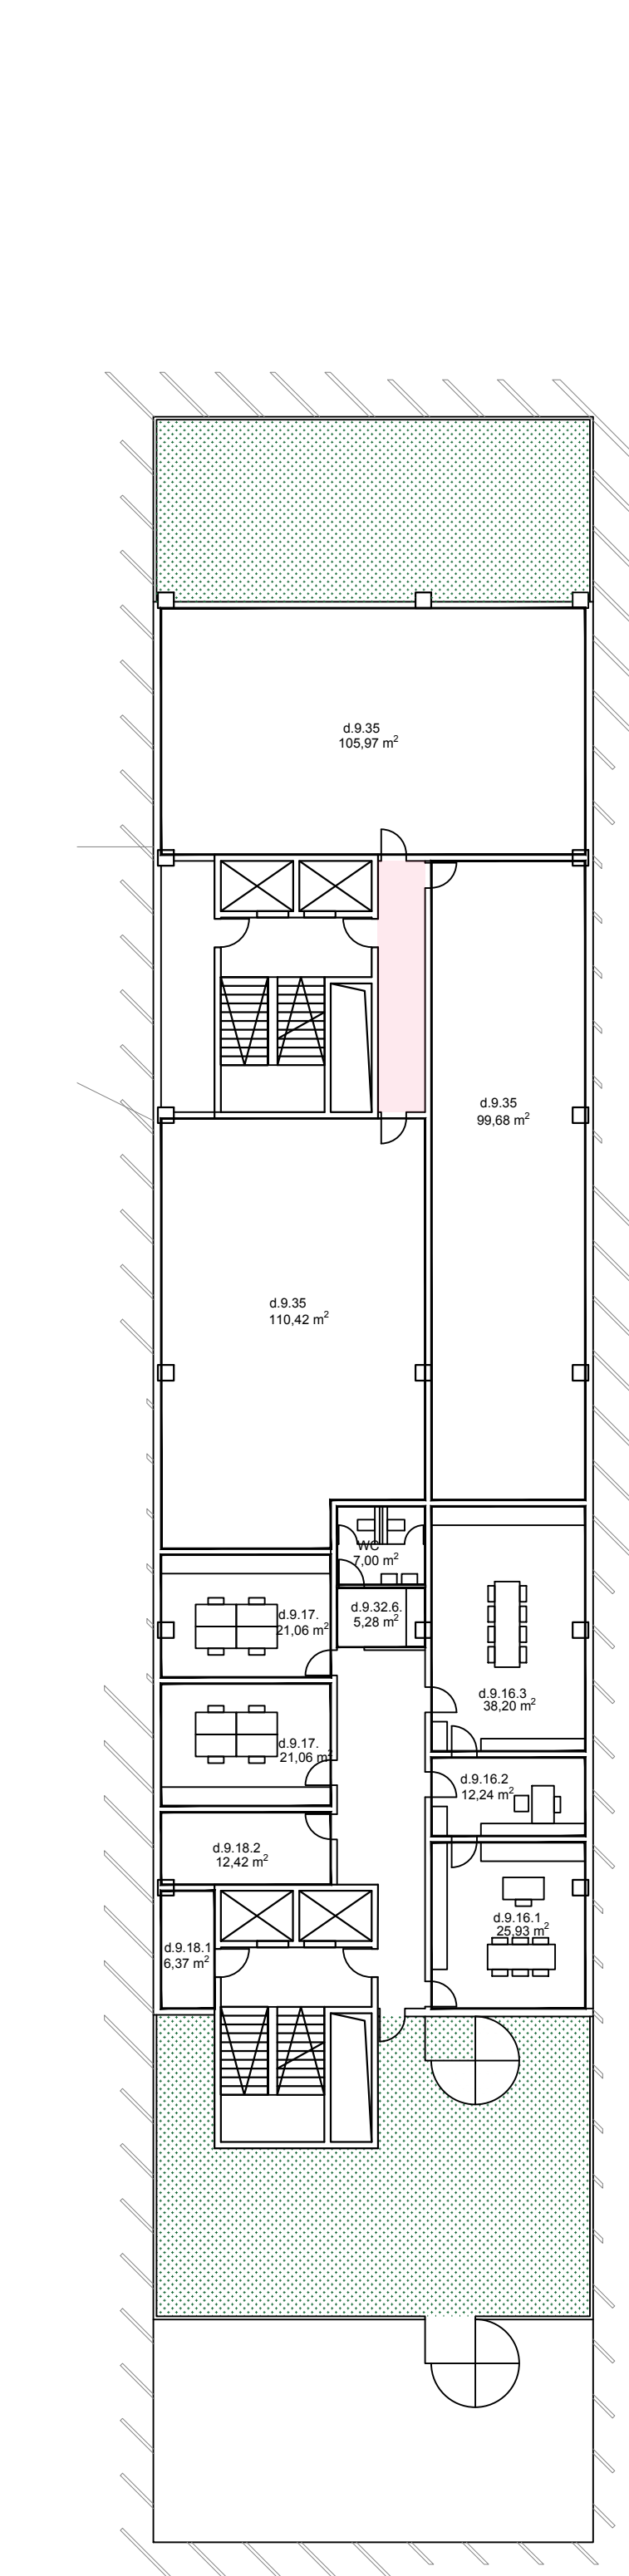 d.9.35
105,97 m²
d.9.35
99,68 m²
d.9.35
110,42 m²
WC
7,00 m²
d.9.32.6.
5,28 m²
d.9.17.
21,06 m²
d.9.16.3
38,20 m²
d.9.17.
21,06 m²
d.9.16.2
12,24 m²
d.9.18.2
12,42 m²
d.9.16.1
25,93 m²
d.9.18.1
6,37 m²